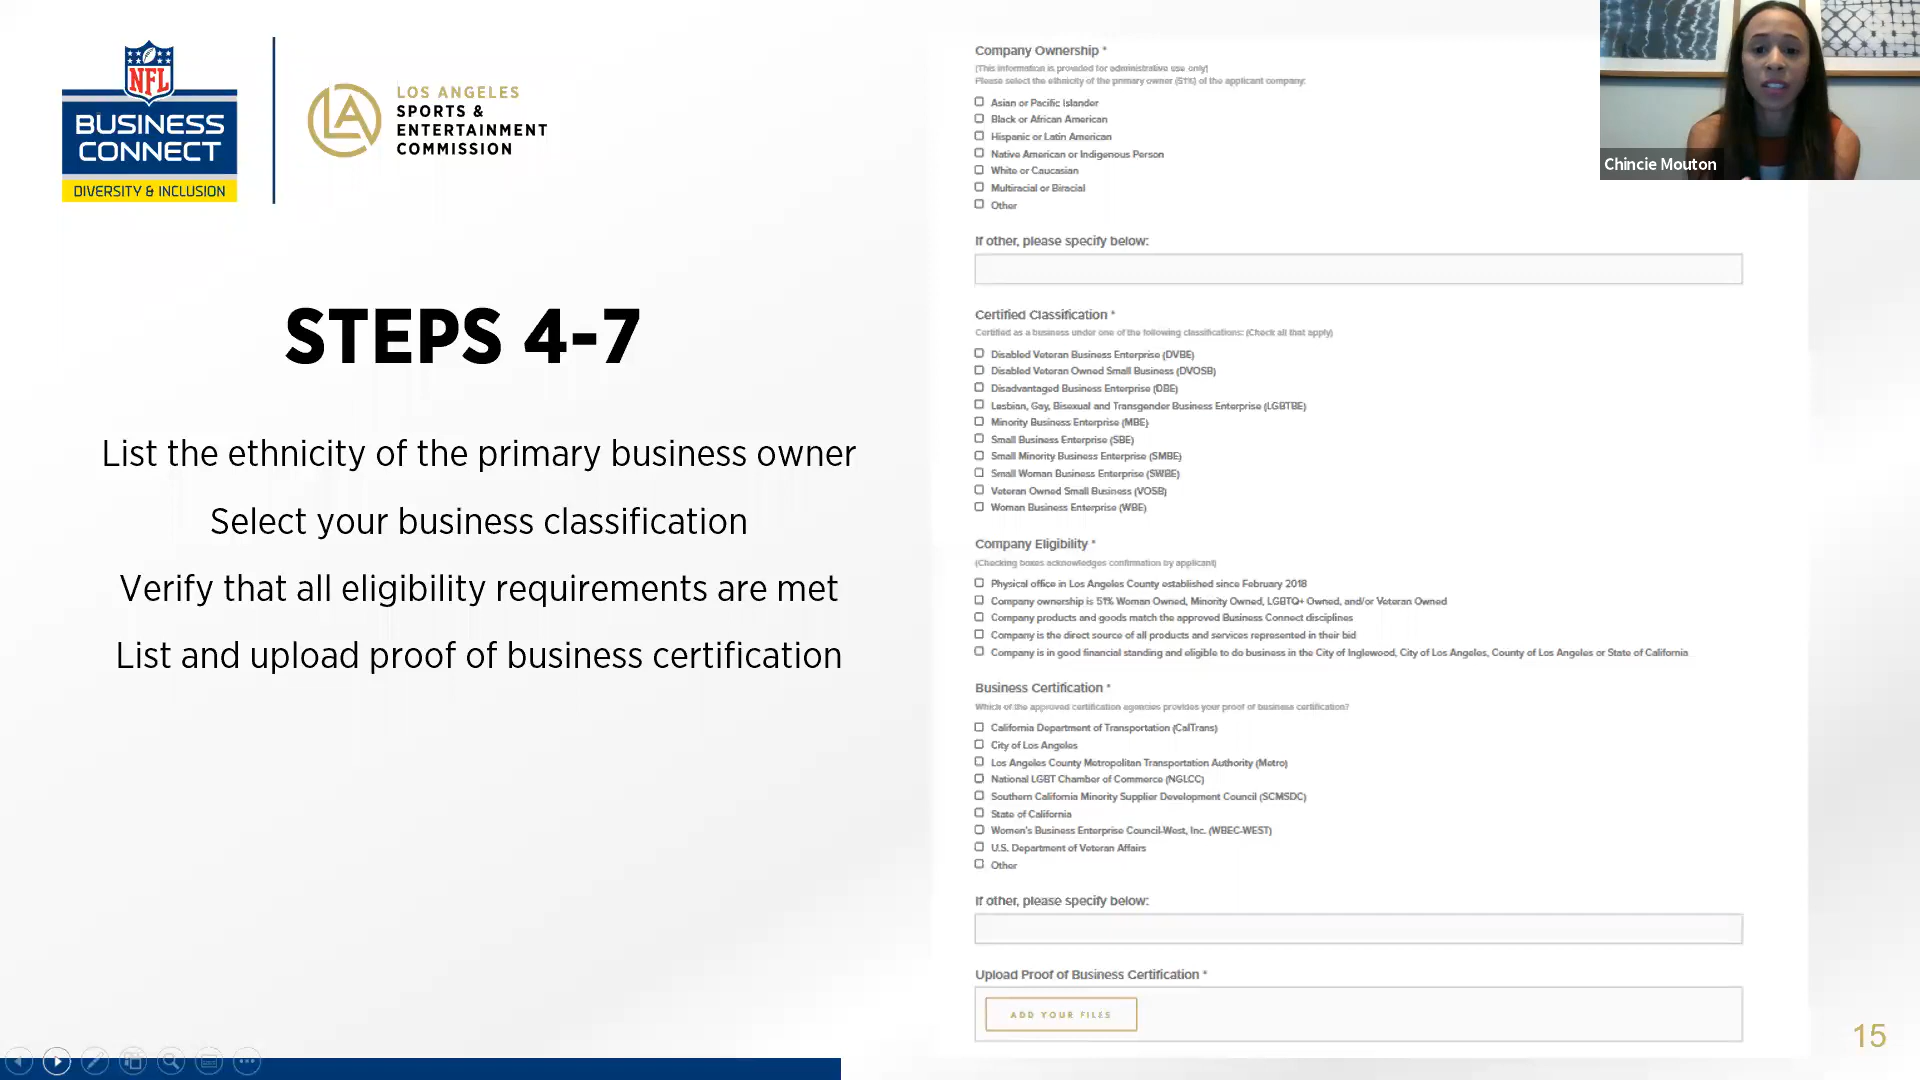 NFL
BUSINESS
CONNECT
DIVERSITY & INCLUSION
LA
LOS ANGELES
SPORTS &
ENTERTAINMENT
COMMISSION
STEPS 4-7
List the ethnicity of the primary business owner
Select your business classification
Verify that all eligibility requirements are met
List and upload proof of business certification
Company Ownership *
(This information is provided for administrative use only)
Please select the ethnicity of the primary owner (51%) of the applicant company:
Asian or Pacific Islander
Black or African American
Hispanic or Latin American
Native American or Indigenous Person
White or Caucasian
Multiracial or Biracial
Other
If other, please specify below:
Certified Classification *
Certified as a business under one of the following classifications: (Check all that apply)
Disabled Veteran Business Enterprise (DVBE)
Disabled Veteran Owned Small Business (DVOSB)
Disadvantaged Business Enterprise (DBE)
Lesbian, Gay, Bisexual and Transgender Business Enterprise (LGBTBE)
Minority Business Enterprise (MBE)
Small Business Enterprise (SBE)
Small Minority Business Enterprise (SMBE)
Small Woman Business Enterprise (SWBE)
Veteran Owned Small Business (VOSB)
Woman Business Enterprise (WBE)
Company Eligibility *
(Checking boxes acknowledges confirmation by applicant)
Physical office in Los Angeles County established since February 2018
Company ownership is 51% Woman Owned, Minority Owned, LGBTQ+ Owned, and/or Veteran Owned
Company products and goods match the approved Business Connect disciplines
Company is the direct source of all products and services represented in their bid
Company is in good financial standing and eligible to do business in the City of Inglewood, City of Los Angeles, County of Los Angeles or State of California
Business Certification *
Which of the approved certification agencies provides your proof of business certification?
California Department of Transportation (CalTrans)
City of Los Angeles
Los Angeles County Metropolitan Transportation Authority (Metro)
National LGBT Chamber of Commerce (NGLCC)
Southern California Minority Supplier Development Council (SCMSDC)
State of California
Women's Business Enterprise Council-West, Inc. (WBEC-WEST)
U.S. Department of Veteran Affairs
Other
If other, please specify below:
Upload Proof of Business Certification *
ADD YOUR FILES
Chincie Mouton
15